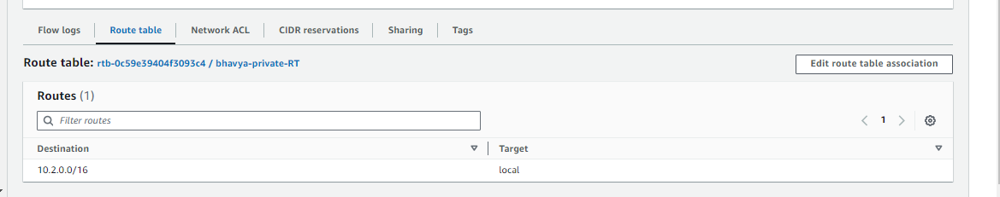 Flow logs Route table Network ACL CIDR reservations Sharing Tags
Route table: rtb-0c59e39404f3093c4 / bhavya-private-RT Edit route table association
Routes (1)
Filter routes 1
Destination Target
10.2.0.0/16 local